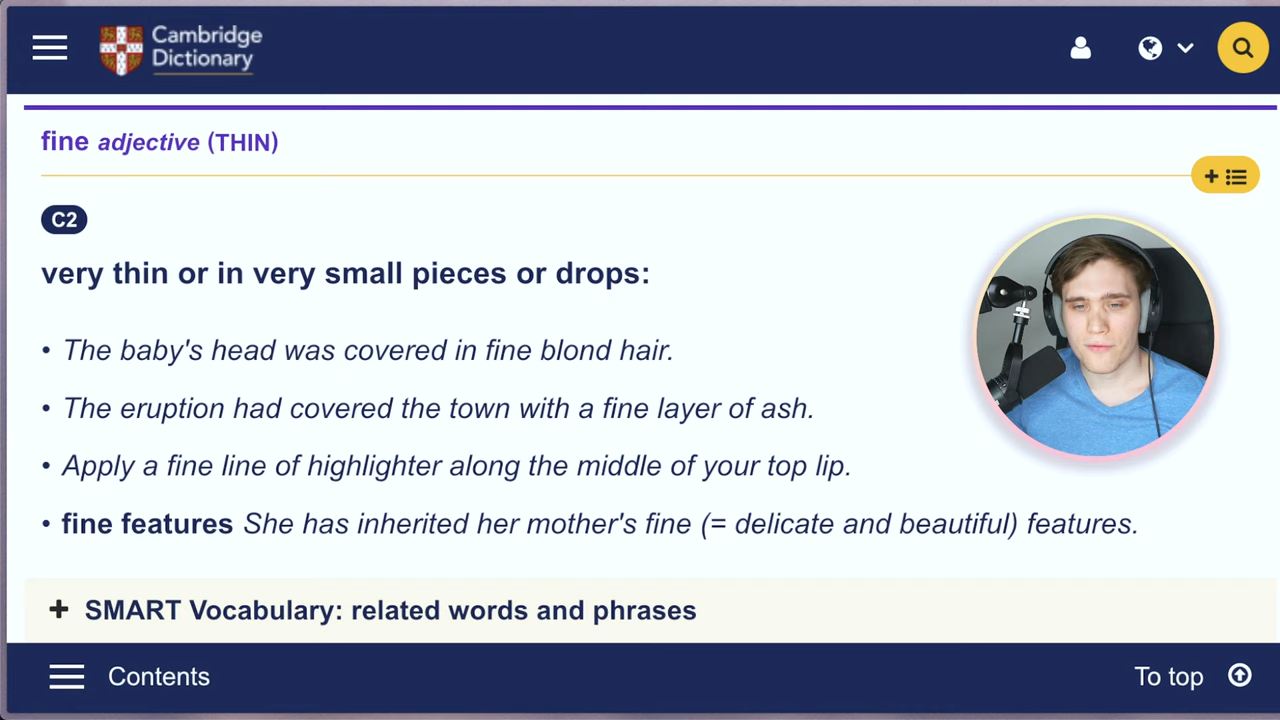 Cambridge
Dictionary
fine adjective (THIN)
C2
very thin or in very small pieces or drops:
• The baby's head was covered in fine blond hair.
• The eruption had covered the town with a fine layer of ash.
• Apply a fine line of highlighter along the middle of your top lip.
• fine features She has inherited her mother's fine (= delicate and beautiful) features.
+ SMART Vocabulary: related words and phrases
Contents
To top